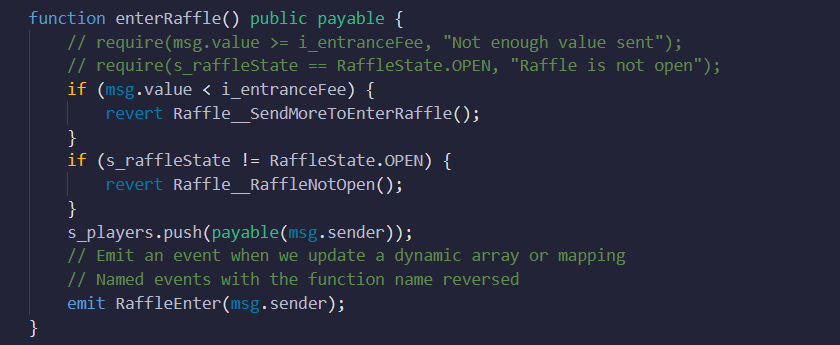 function enterRaffle() public payable {
    // require(msg.value >= i_entranceFee, "Not enough value sent");
    // require(s_raffleState == RaffleState.OPEN, "Raffle is not open");
    if (msg.value < i_entranceFee) {
        revert Raffle__SendMoreToEnterRaffle();
    }
    if (s_raffleState != RaffleState.OPEN) {
        revert Raffle__RaffleNotOpen();
    }
    s_players.push(payable(msg.sender));
    // Emit an event when we update a dynamic array or mapping
    // Named events with the function name reversed
    emit RaffleEnter(msg.sender);
}